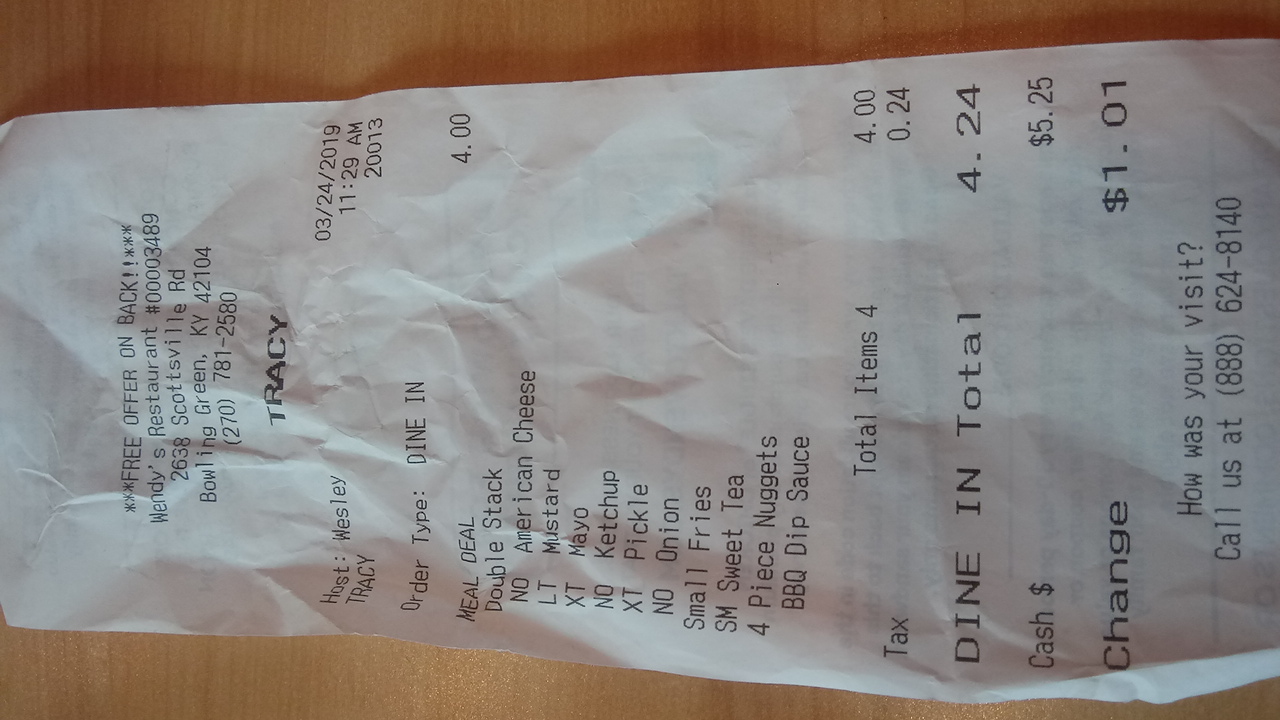 ***FREE OFFER ON BACK!!***
Wendy's Restaurant #00003489
2638 Scottsville Rd
Bowling Green, KY 42104
(270) 781-2580
TRACY
03/24/2019
Host: Wesley 11:29 AM
TRACY 20013
Order Type: DINE IN
MEAL DEAL 4.00
Double Stack
NO American Cheese
LT Mustard
XT Mayo
NO Ketchup
XT Pickle
NO Onion
Small Fries
SM Sweet Tea
4 Piece Nuggets
BBQ Dip Sauce
Total Items 4 4.00
Tax 0.24
DINE IN Total 4.24
Cash $ $5.25
Change $1.01
How was your visit?
Call us at (888) 624-8140